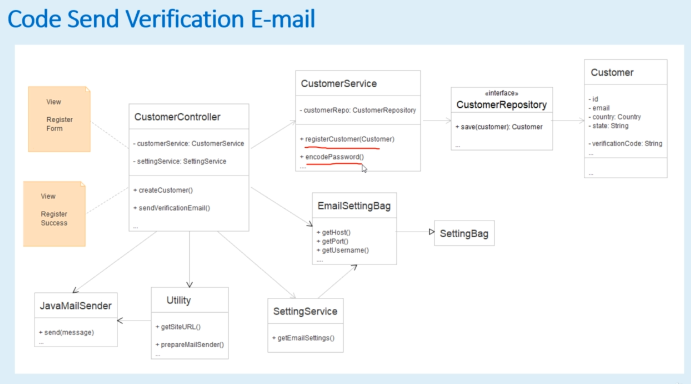 Code Send Verification E-mail
View
Register
Form
View
Register
Success
CustomerController
- customerService: CustomerService
- settingService: SettingService
+ createCustomer()
+ sendVerificationEmail()
...
CustomerService
- customerRepo: CustomerRepository
+ registerCustomer(Customer)
+ encodePassword()
...
«interface»
CustomerRepository
+ save(customer): Customer
...
Customer
- id
- email
- country: Country
- state: String
- verificationCode: String
...
...
EmailSettingBag
+ getHost()
+ getPort()
+ getUsername()
...
SettingBag
JavaMailSender
+ send(message)
...
Utility
+ getSiteURL()
+ prepareMailSender()
...
SettingService
+ getEmailSettings()